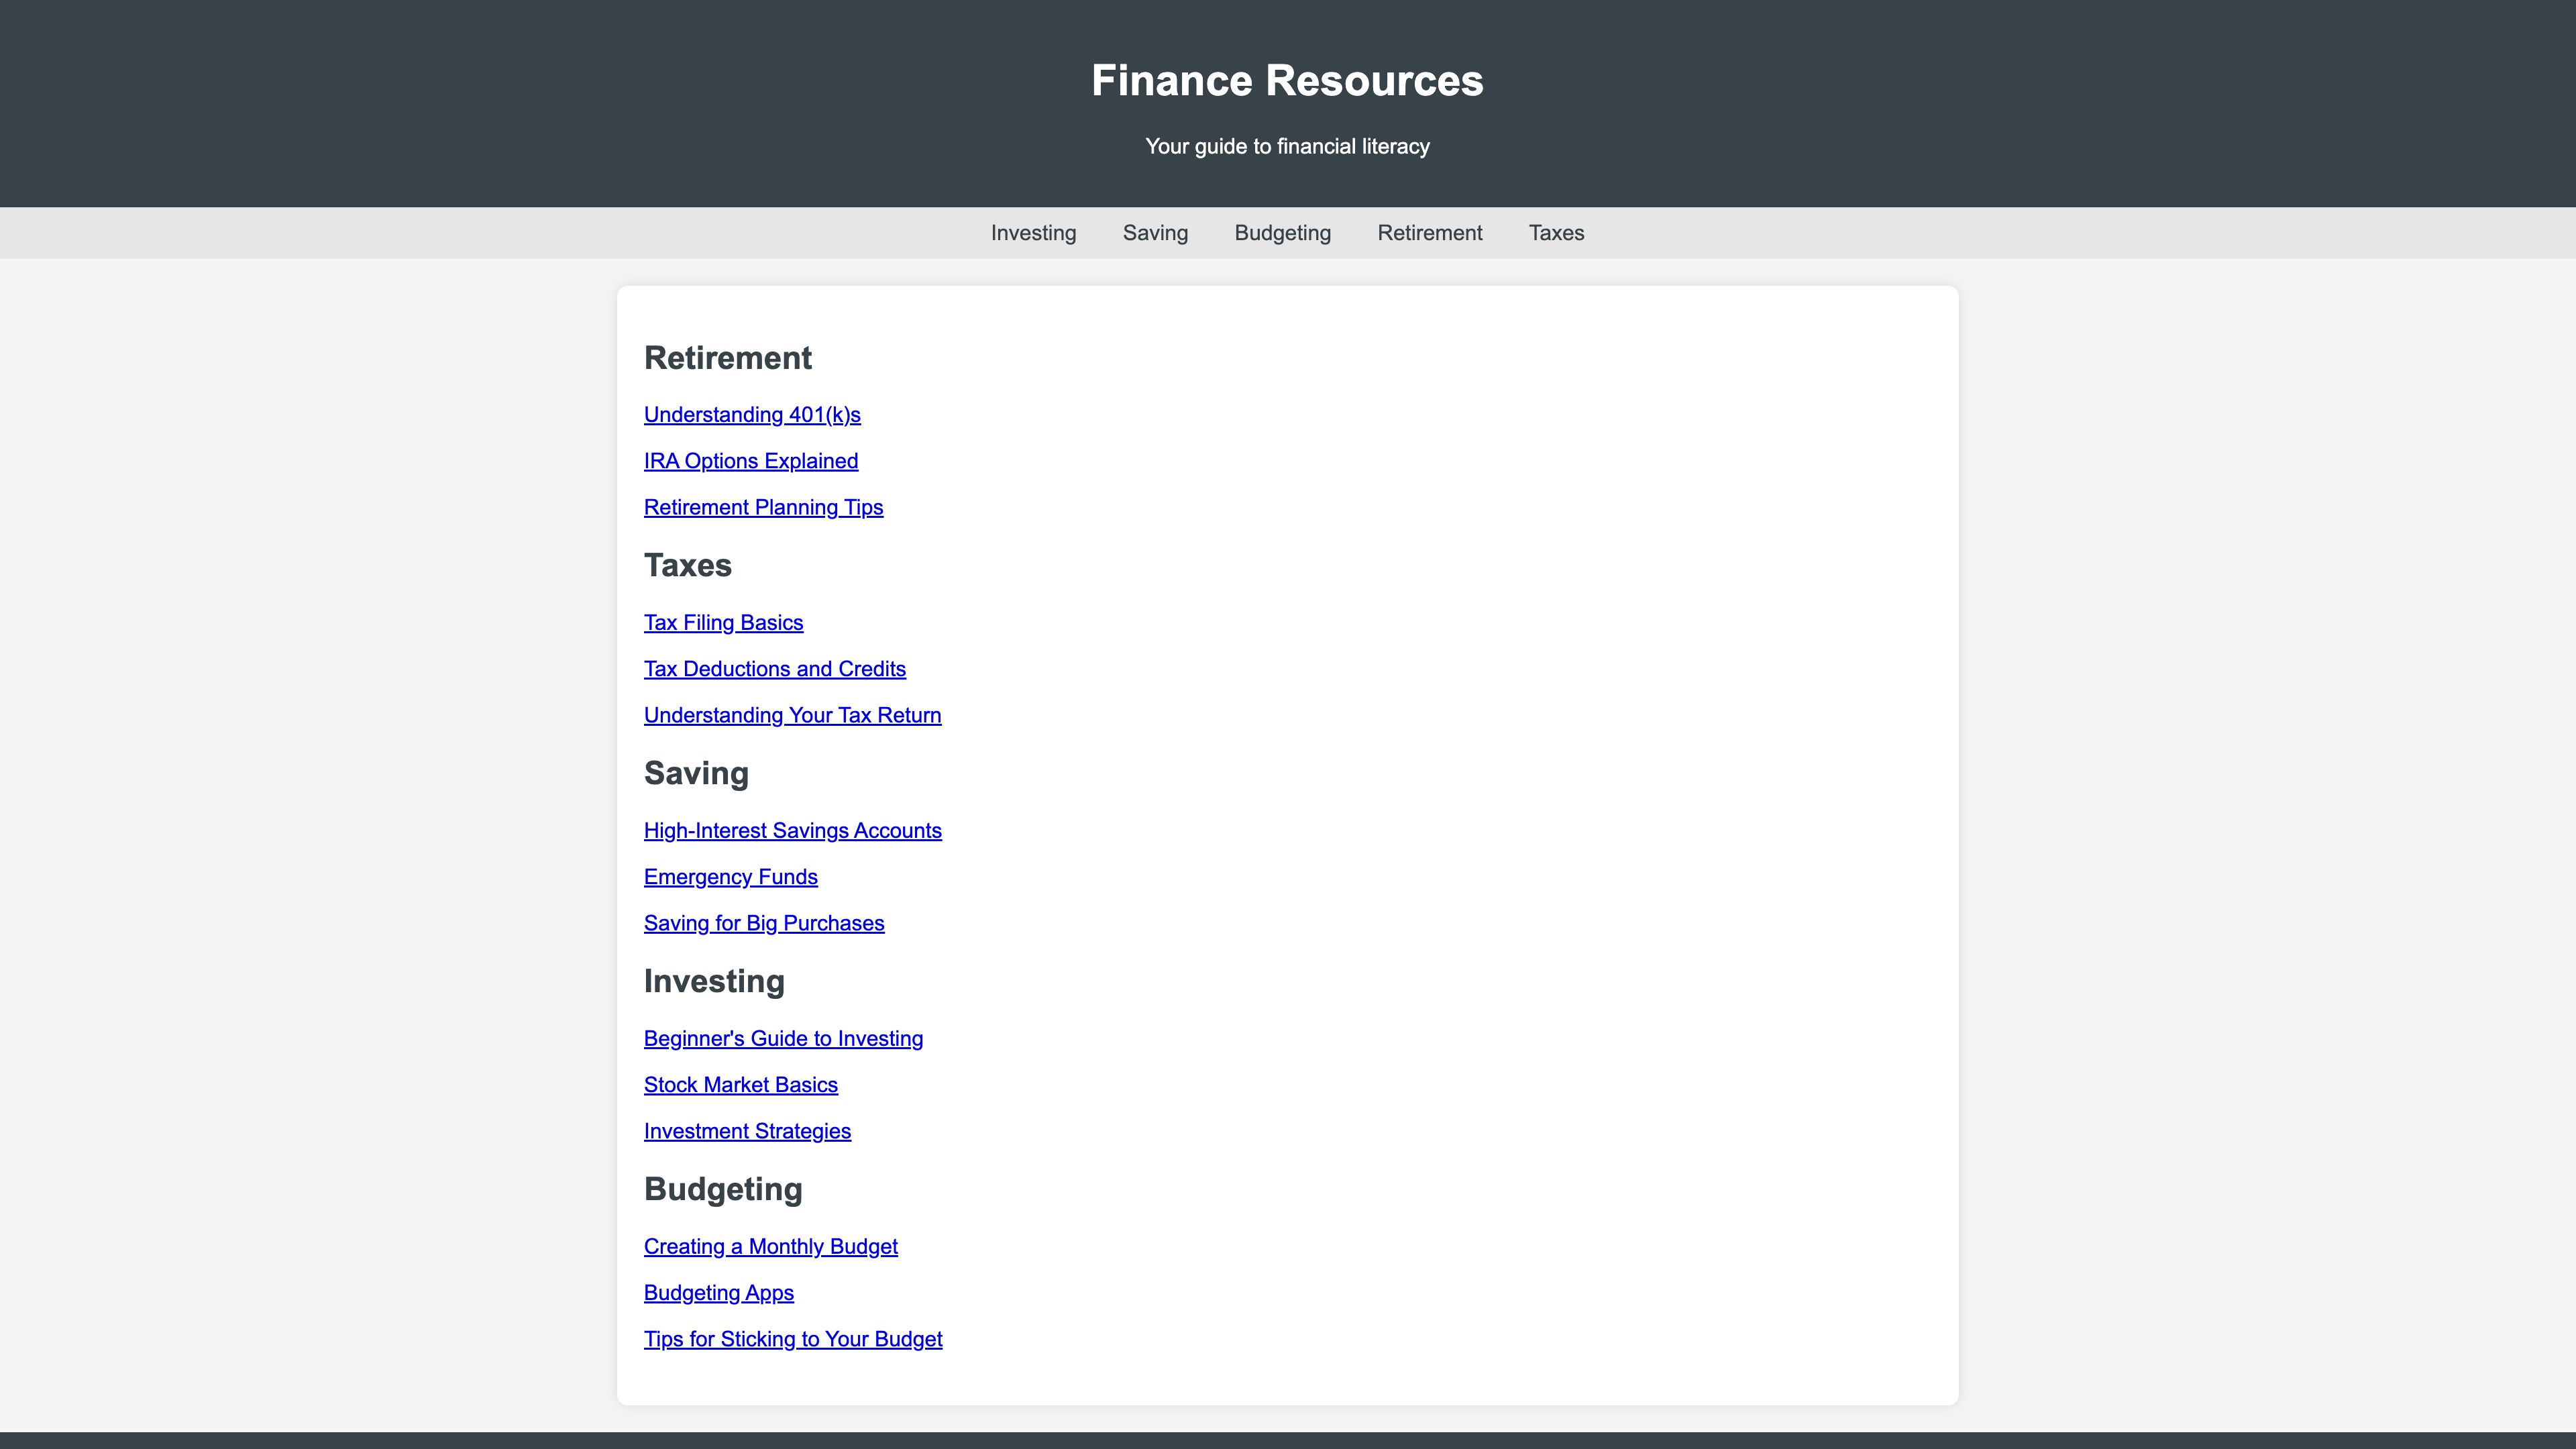 Finance Resources
Your guide to financial literacy
Investing Saving Budgeting Retirement Taxes
Retirement
Understanding 401(k)s
IRA Options Explained
Retirement Planning Tips
Taxes
Tax Filing Basics
Tax Deductions and Credits
Understanding Your Tax Return
Saving
High-Interest Savings Accounts
Emergency Funds
Saving for Big Purchases
Investing
Beginner's Guide to Investing
Stock Market Basics
Investment Strategies
Budgeting
Creating a Monthly Budget
Budgeting Apps
Tips for Sticking to Your Budget